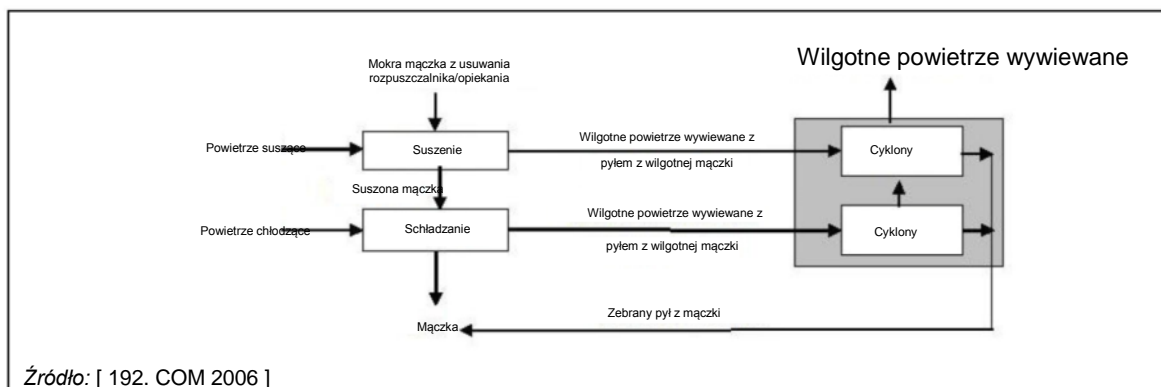 Wilgotne powietrze wywiewane
Mokra mączka z usuwania
rozpuszczalnika/opiekania
Powietrze suszące
Suszenie
Wilgotne powietrze wywiewane z
pyłem z wilgotnej mączki
Cyklony
Suszona mączka
Powietrze chłodzące
Schładzanie
Wilgotne powietrze wywiewane z
pyłem z wilgotnej mączki
Cyklony
Zebrany pył z mączki
Mączka
Źródło: [ 192. COM 2006 ]